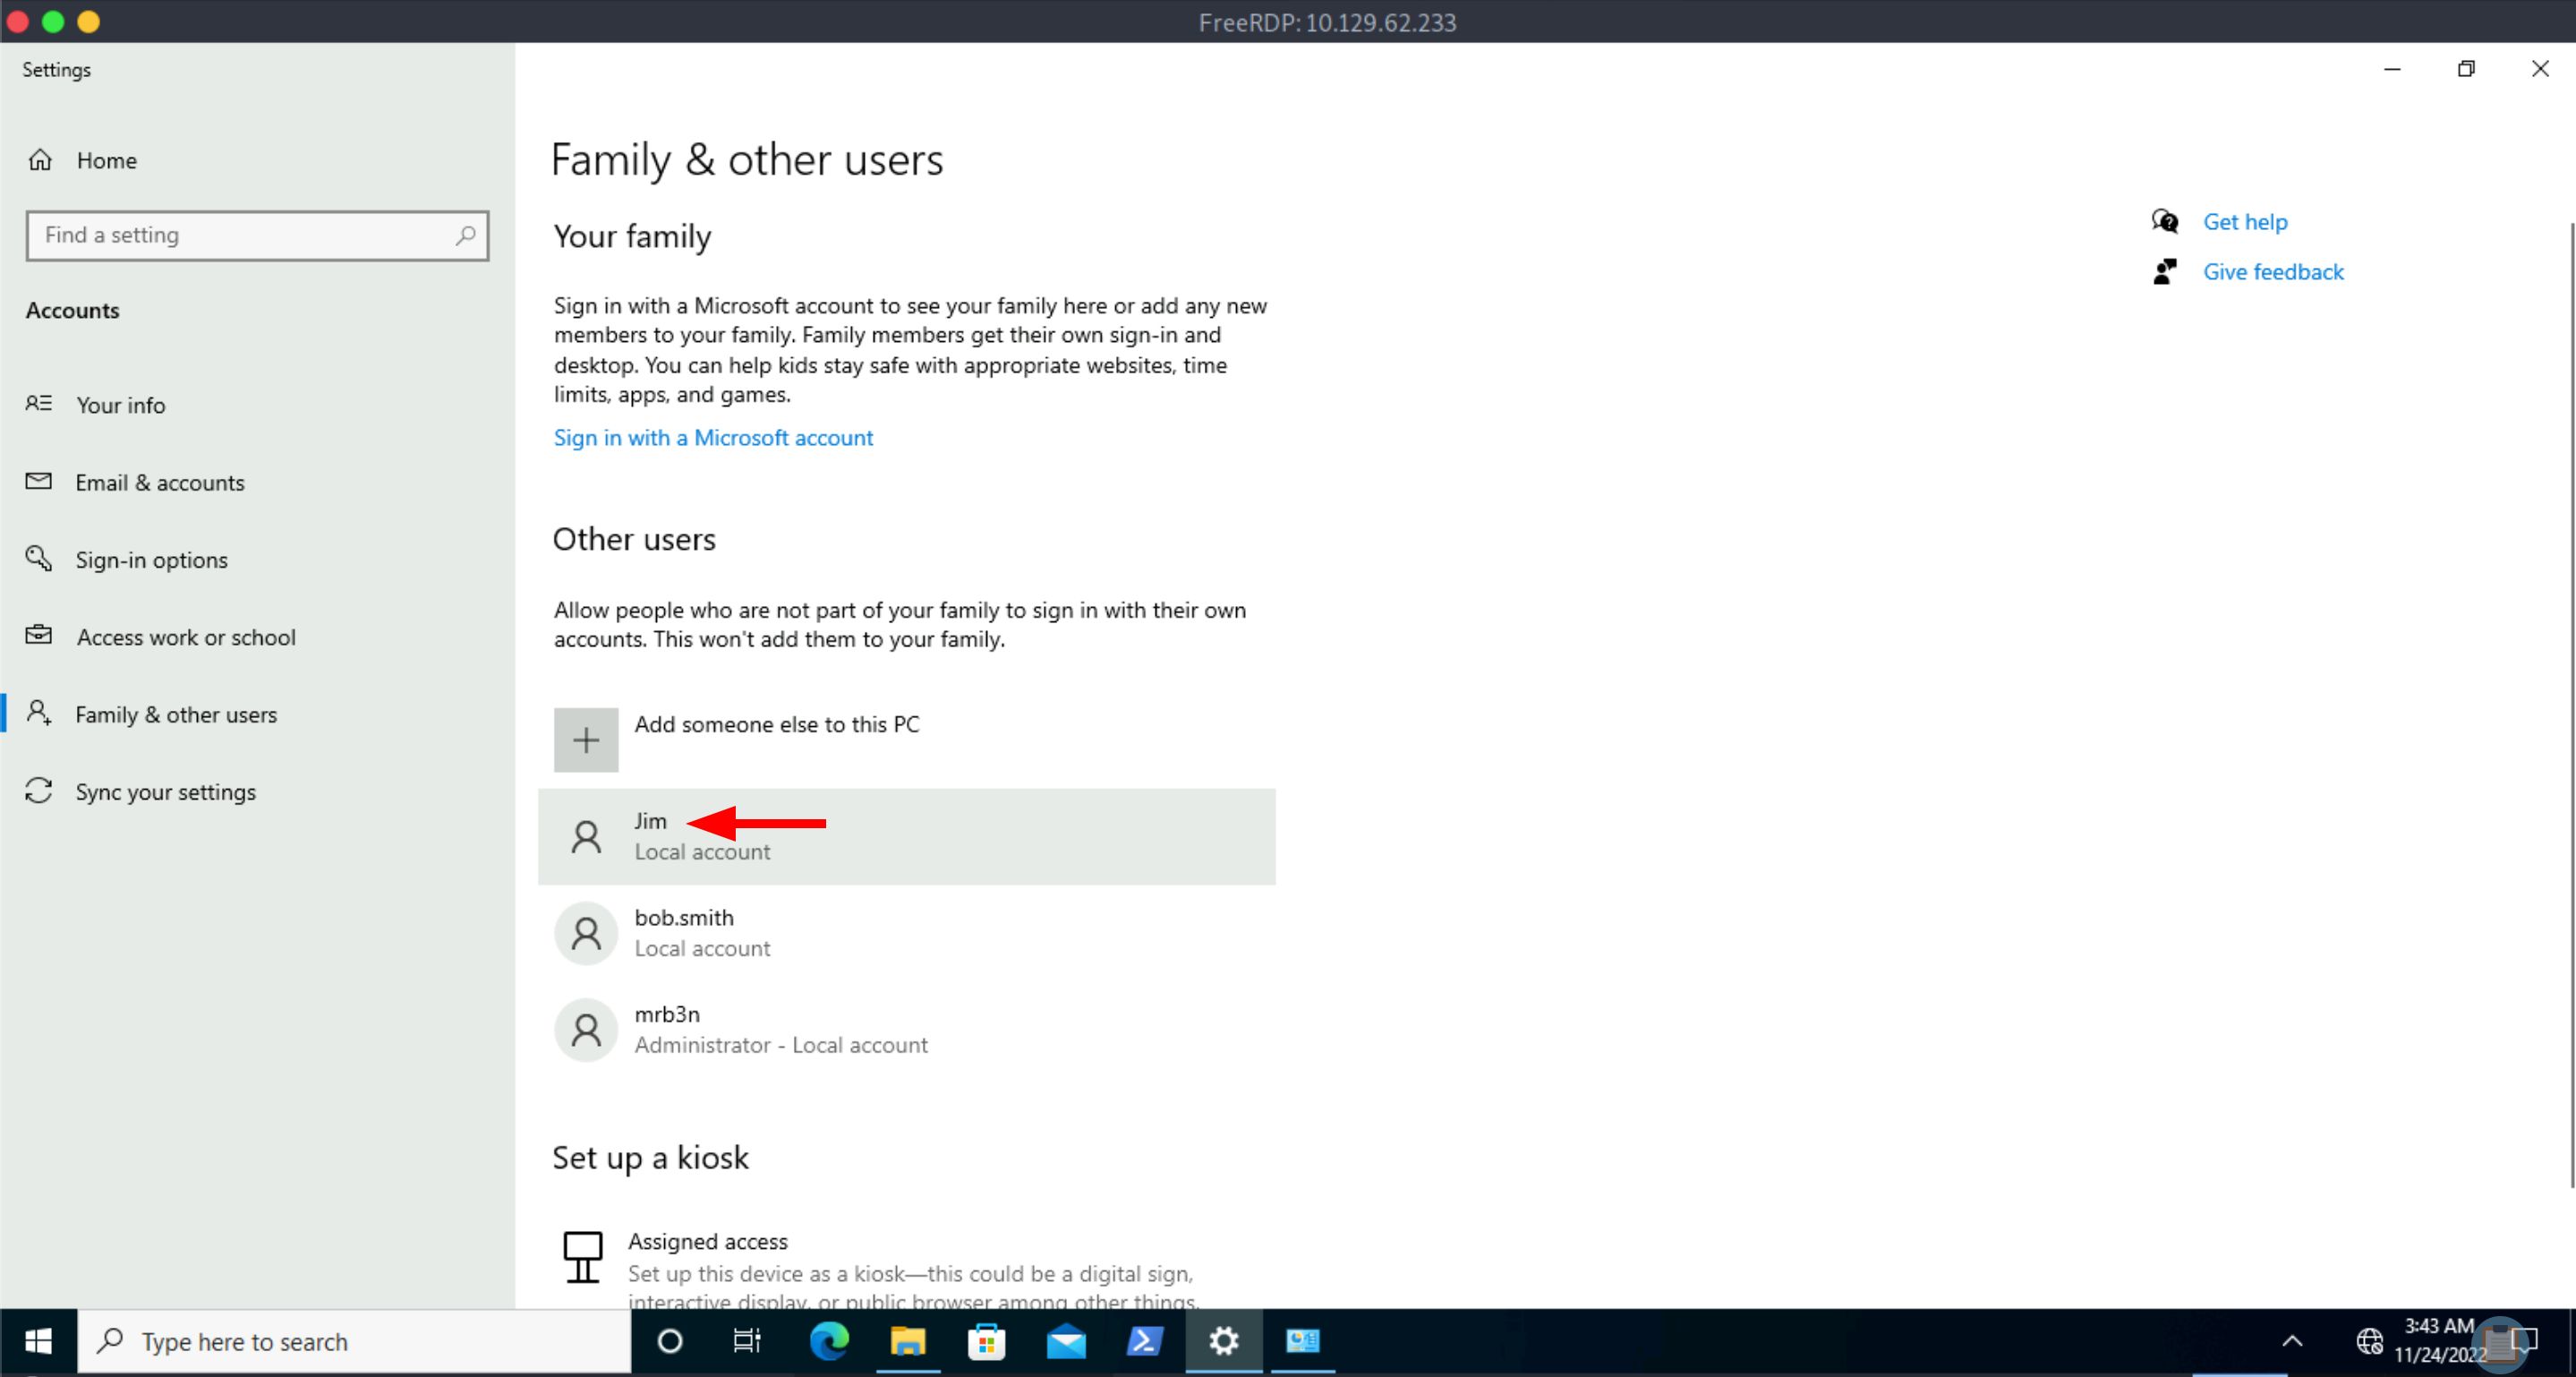 FreeRDP: 10.129.62.233
Settings
Home
Find a setting
Accounts
Your info
Email & accounts
Sign-in options
Access work or school
Family & other users
Sync your settings
Family & other users
Your family
Sign in with a Microsoft account to see your family here or add any new
members to your family. Family members get their own sign-in and
desktop. You can help kids stay safe with appropriate websites, time
limits, apps, and games.
Sign in with a Microsoft account
Other users
Allow people who are not part of your family to sign in with their own
accounts. This won't add them to your family.
Add someone else to this PC
Jim
Local account
bob.smith
Local account
mrb3n
Administrator - Local account
Set up a kiosk
Assigned access
Set up this device as a kiosk—this could be a digital sign,
interactive display, or public browser among other things.
Get help
Give feedback
Type here to search
3:43 AM
11/24/2022